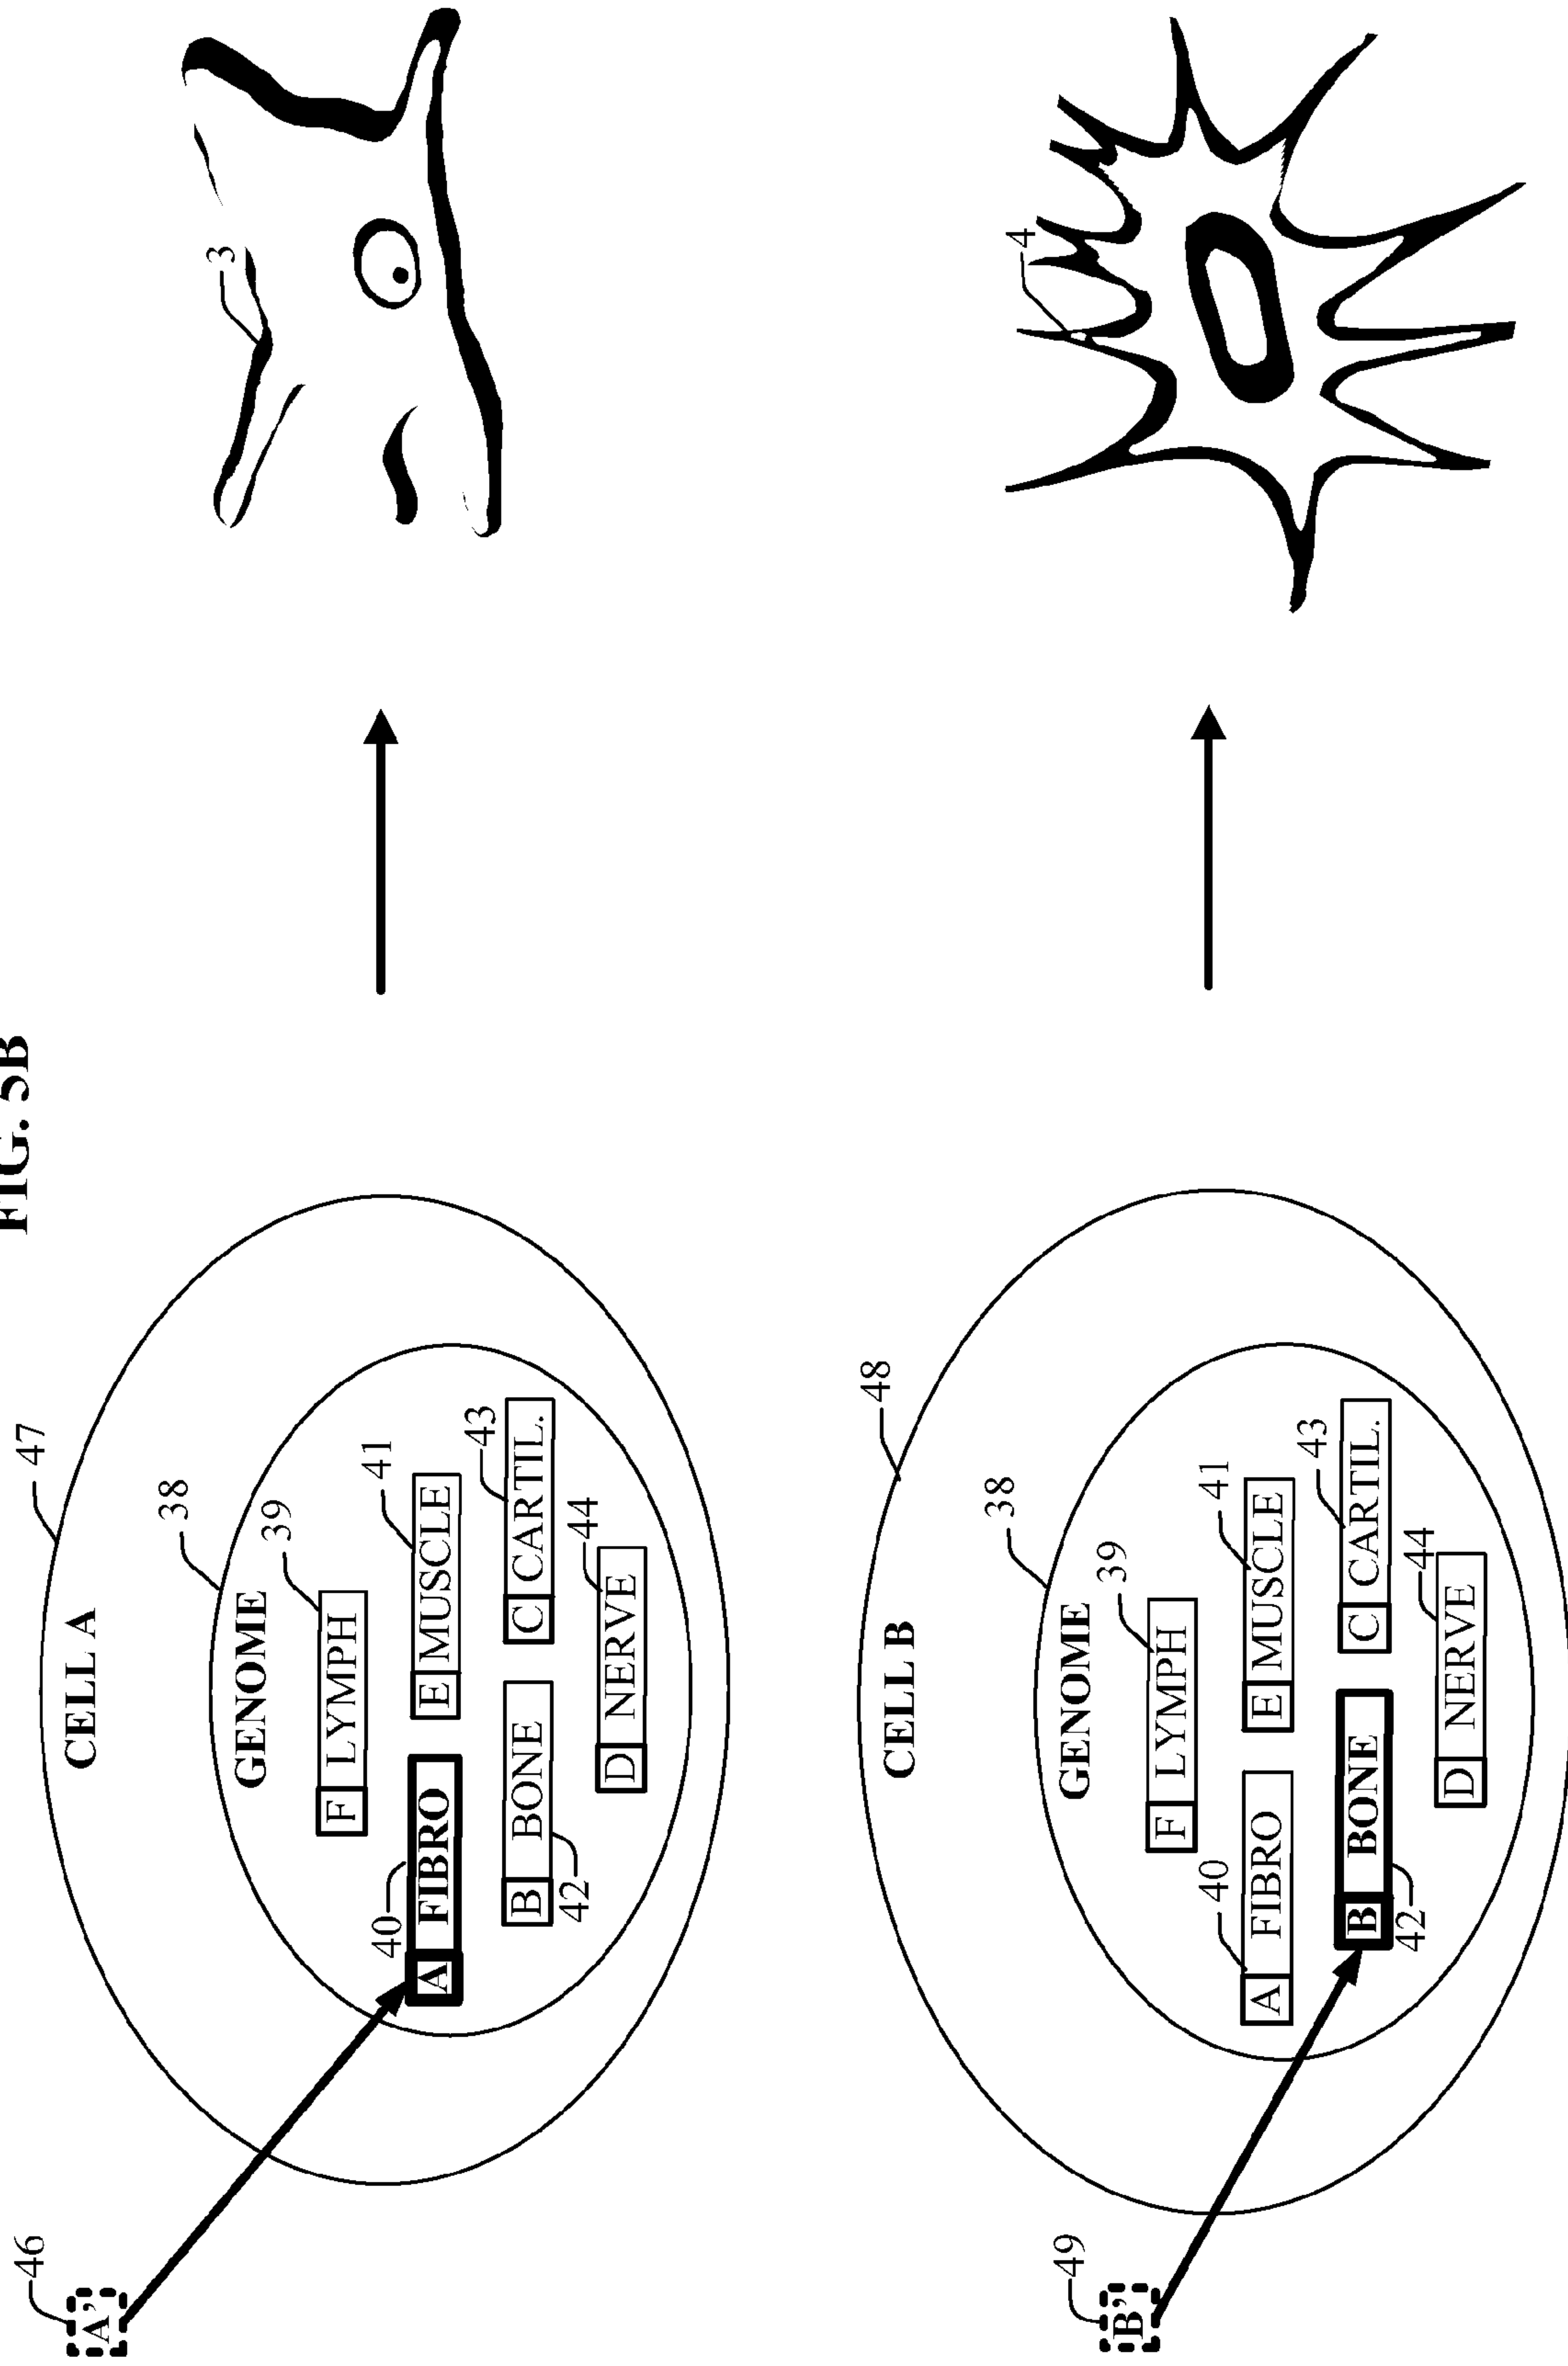 FIG. 5B
46
A'
47
CELL A
38
GENOME
39
F LYMPH
40
A FIBRO
41
E MUSCLE
42
B BONE
43
C CARTIL.
44
D NERVE
3
49
B'
48
CELL B
38
GENOME
39
F LYMPH
40
A FIBRO
41
E MUSCLE
42
B BONE
43
C CARTIL.
44
D NERVE
4